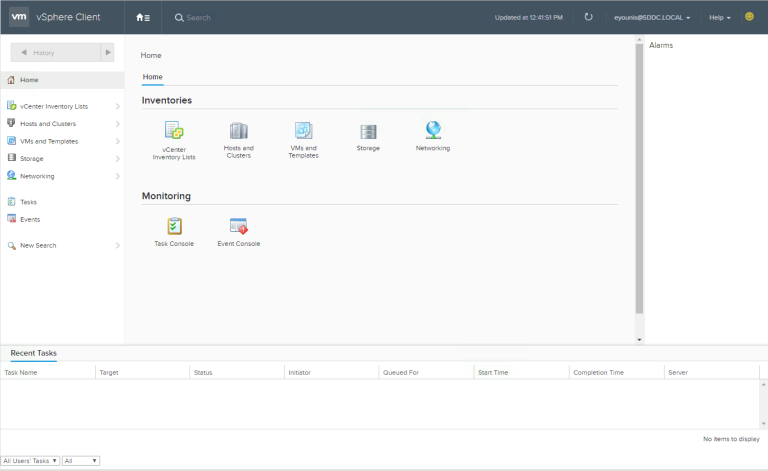 vm vSphere Client Search Updated at 12:41:51 PM eyounis@SDDC.LOCAL Help
History
Home
vCenter Inventory Lists
Hosts and Clusters
VMs and Templates
Storage
Networking
Tasks
Events
New Search
Home
Home
Inventories
vCenter
Inventory Lists
Hosts and
Clusters
VMs and
Templates
Storage
Networking
Monitoring
Task Console
Event Console
Alarms
Recent Tasks
Task Name Target Status Initiator Queued For Start Time Completion Time Server
No items to display
All Users' Tasks All